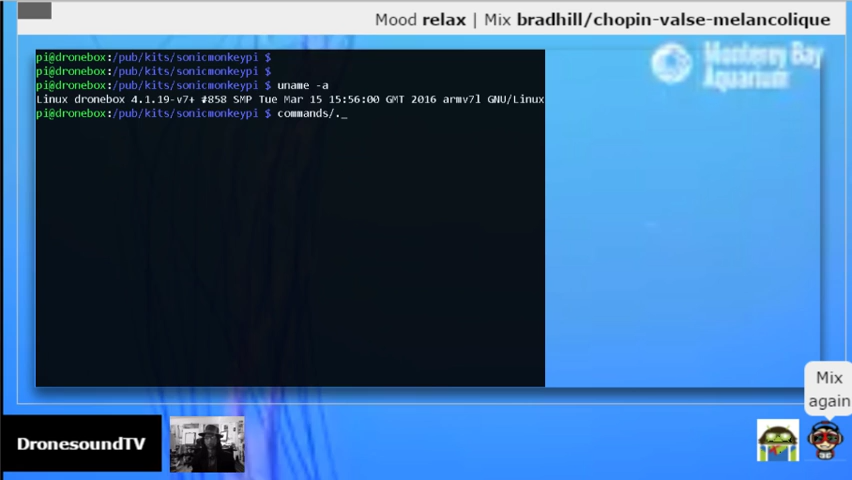 Mood relax | Mix bradhill/chopin-valse-melancolique
Monterey Bay
Aquarium
pi@dronebox:/pub/kits/sonicmonkeypi $
pi@dronebox:/pub/kits/sonicmonkeypi $
pi@dronebox:/pub/kits/sonicmonkeypi $ uname -a
Linux dronebox 4.1.19-v7+ #858 SMP Tue Mar 15 15:56:00 GMT 2016 armv7l GNU/Linux
pi@dronebox:/pub/kits/sonicmonkeypi $ commands/._
Mix
again
DronesoundTV